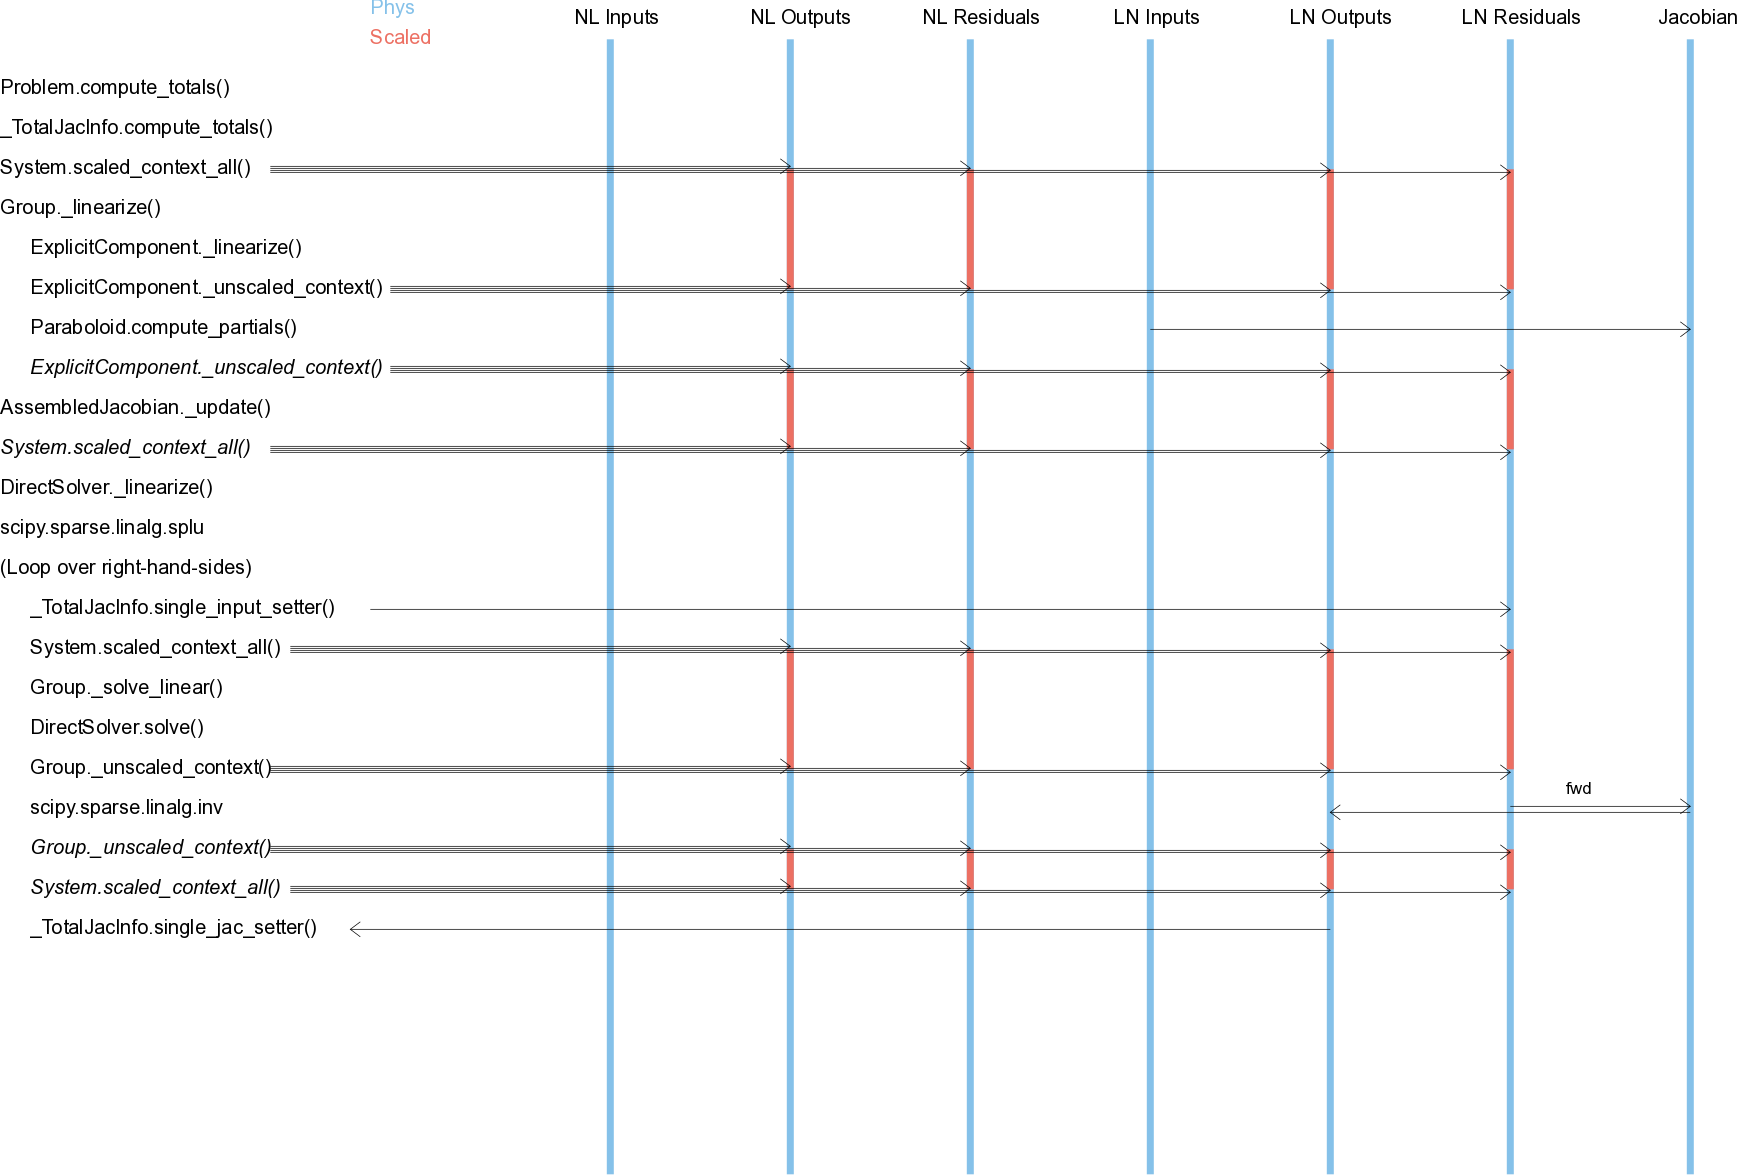 Phys
NL Inputs NL Outputs NL Residuals LN Inputs LN Outputs LN Residuals Jacobian
Scaled
Problem.compute_totals()
_TotalJacInfo.compute_totals()
System.scaled_context_all()
Group._linearize()
ExplicitComponent._linearize()
ExplicitComponent._unscaled_context()
Paraboloid.compute_partials()
ExplicitComponent._unscaled_context()
AssembledJacobian._update()
System.scaled_context_all()
DirectSolver._linearize()
scipy.sparse.linalg.splu
(Loop over right-hand-sides)
_TotalJacInfo.single_input_setter()
System.scaled_context_all()
Group._solve_linear()
DirectSolver.solve()
Group._unscaled_context()
fwd
scipy.sparse.linalg.inv
Group._unscaled_context()
System.scaled_context_all()
_TotalJacInfo.single_jac_setter()